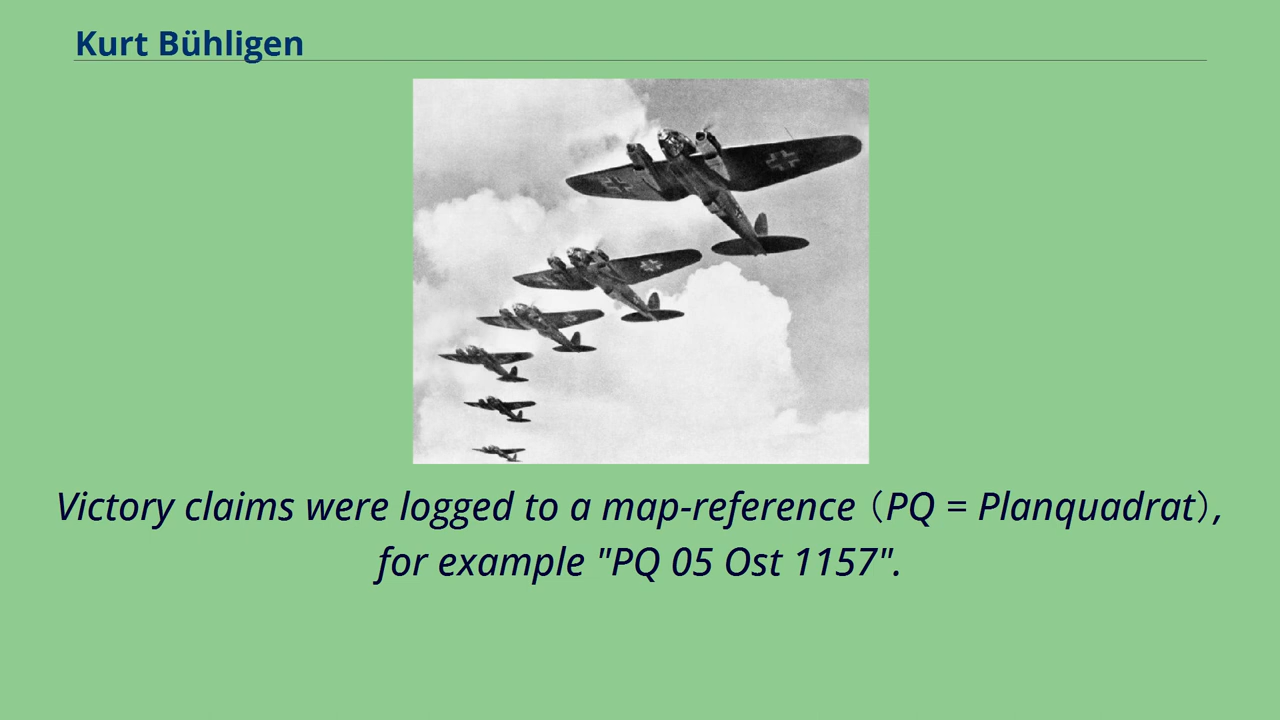 Kurt Bühligen
Victory claims were logged to a map-reference（PQ = Planquadrat）,
for example "PQ 05 Ost 1157".